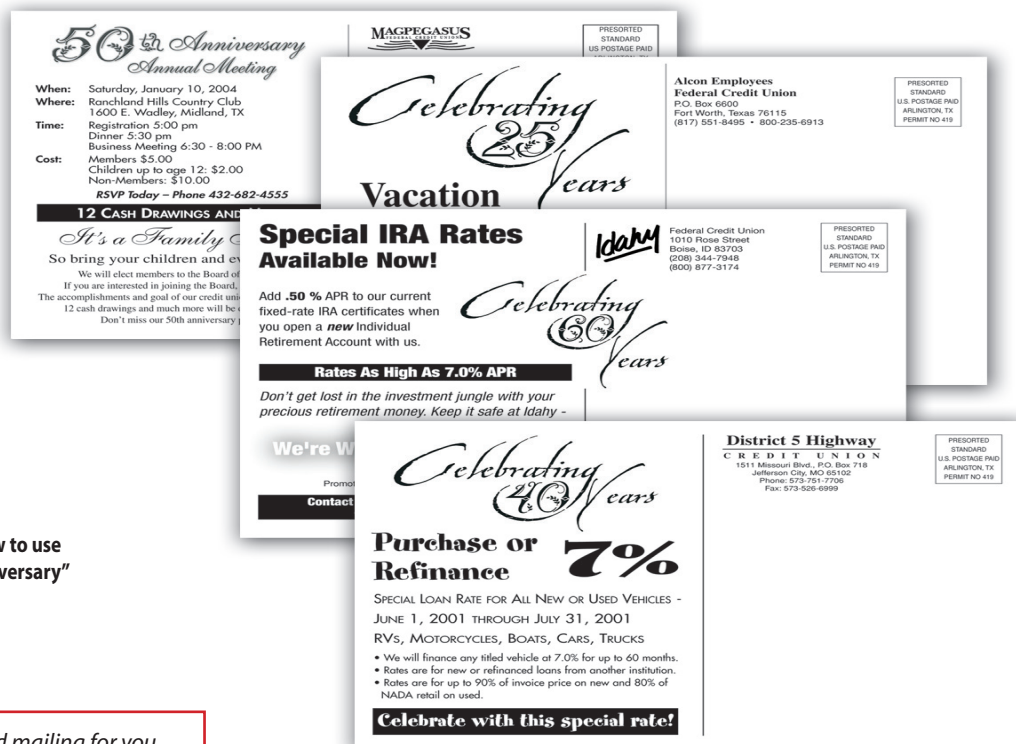 50th Anniversary
Annual Meeting
When: Saturday, January 10, 2004
Where: Ranchland Hills Country Club
1600 E. Wadley, Midland, TX
Time: Registration 5:00 pm
Dinner 5:30 pm
Business Meeting 6:30 - 8:00 PM
Cost: Members $5.00
Children up to age 12: $2.00
Non-Members: $10.00
RSVP Today – Phone 432-682-4555
12 Cash Drawings and
It's a Family
So bring your children and
We will elect members to the Board of
If you are interested in joining the Board,
The accomplishments and goal of our credit
12 cash drawings and much more will be
Don't miss our 50th anniversary
MAGPEGASUS
FEDERAL CREDIT UNION
PRESORTED
STANDARD
US POSTAGE PAID
ARLINGTON, TX
Celebrating
25
Years
Vacation
Alcon Employees
Federal Credit Union
P.O. Box 6600
Fort Worth, Texas 76115
(817) 551-8495 • 800-235-6913
PRESORTED
STANDARD
U.S. POSTAGE PAID
ARLINGTON, TX
PERMIT NO 419
Special IRA Rates
Available Now!
Add .50 % APR to our current
fixed-rate IRA certificates when
you open a new Individual
Retirement Account with us.
Rates As High As 7.0% APR
Don't get lost in the investment jungle with your
precious retirement money. Keep it safe at Idahy -
We're
Contact
Idahy
Federal Credit Union
1010 Rose Street
Boise, ID 83703
(208) 344-7948
(800) 877-3174
PRESORTED
STANDARD
U.S. POSTAGE PAID
ARLINGTON, TX
PERMIT NO 419
Celebrating
60
Years
Celebrating
40 Years
Purchase or
Refinance
7%
Special Loan Rate for All New or Used Vehicles -
June 1, 2001 through July 31, 2001
RVs, Motorcycles, Boats, Cars, Trucks
• We will finance any titled vehicle at 7.0% for up to 60 months.
• Rates are for new or refinanced loans from another institution.
• Rates are for up to 90% of invoice price on new and 80% of
NADA retail on used.
Celebrate with this special rate!
District 5 Highway
CREDIT UNION
1511 Missouri Blvd., P.O. Box 718
Jefferson City, MO 65102
Phone: 573-751-7706
Fax: 573-526-6999
PRESORTED
STANDARD
U.S. POSTAGE PAID
ARLINGTON, TX
PERMIT NO 419
to use
versary"
mailing for you